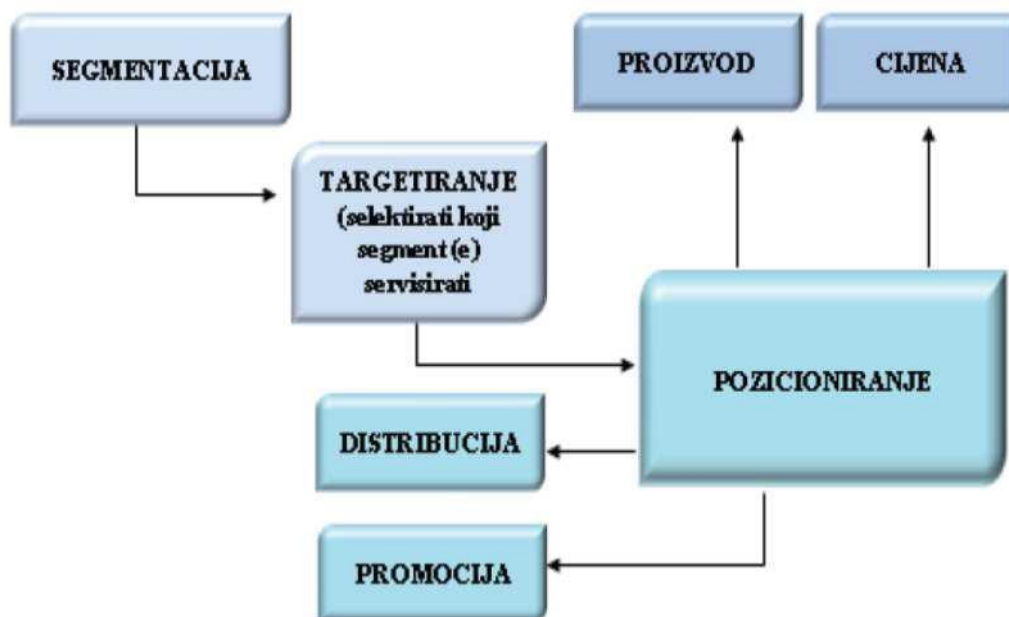 SEGMENTACIJA
PROIZVOD
CIJENA
TARGETIRANJE
(selektirati koji
segment (e)
servisirati
POZICIONIRANJE
DISTRIBUCIJA
PROMOCIJA